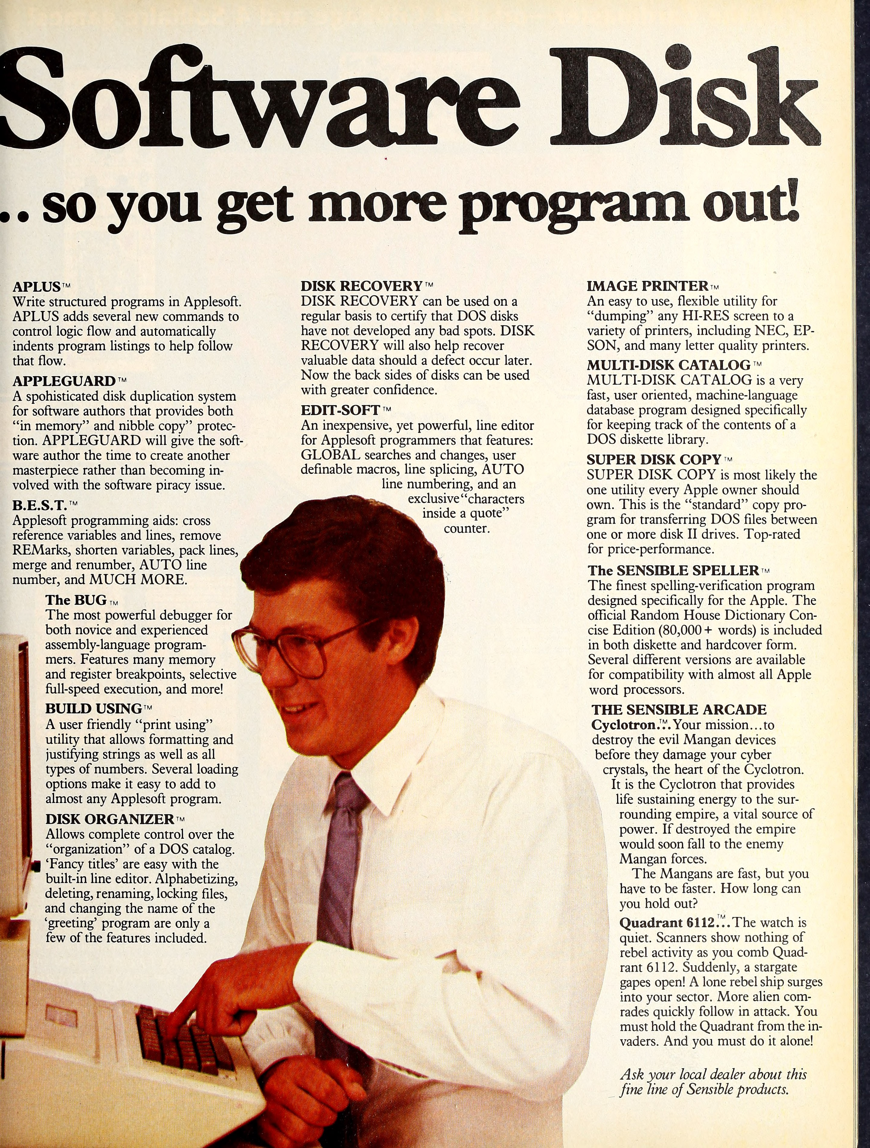 Software Disk
.. so you get more program out!
APLUS™
Write structured programs in Applesoft.
APLUS adds several new commands to
control logic flow and automatically
indents program listings to help follow
that flow.
APPLEGUARD™
A spohisticated disk duplication system
for software authors that provides both
“in memory” and nibble copy” protec-
tion. APPLEGUARD will give the soft-
ware author the time to create another
masterpiece rather than becoming in-
volved with the software piracy issue.
B.E.S.T.™
Applesoft programming aids: cross
reference variables and lines, remove
REMarks, shorten variables, pack lines,
merge and renumber, AUTO line
number, and MUCH MORE.
The BUG™
The most powerful debugger for
both novice and experienced
assembly-language program-
mers. Features many memory
and register breakpoints, selective
full-speed execution, and more!
BUILD USING™
A user friendly “print using”
utility that allows formatting and
justifying strings as well as all
types of numbers. Several loading
options make it easy to add to
almost any Applesoft program.
DISK ORGANIZER™
Allows complete control over the
“organization” of a DOS catalog.
‘Fancy titles’ are easy with the
built-in line editor. Alphabetizing,
deleting, renaming, locking files,
and changing the name of the
‘greeting’ program are only a
few of the features included.
DISK RECOVERY™
DISK RECOVERY can be used on a
regular basis to certify that DOS disks
have not developed any bad spots. DISK
RECOVERY will also help recover
valuable data should a defect occur later.
Now the back sides of disks can be used
with greater confidence.
EDIT-SOFT™
An inexpensive, yet powerful, line editor
for Applesoft programmers that features:
GLOBAL searches and changes, user
definable macros, line splicing, AUTO
line numbering, and an
exclusive “characters
inside a quote”
counter.
IMAGE PRINTER™
An easy to use, flexible utility for
“dumping” any HI-RES screen to a
variety of printers, including NEC, EP-
SON, and many letter quality printers.
MULTI-DISK CATALOG™
MULTI-DISK CATALOG is a very
fast, user oriented, machine-language
database program designed specifically
for keeping track of the contents of a
DOS diskette library.
SUPER DISK COPY™
SUPER DISK COPY is most likely the
one utility every Apple owner should
own. This is the “standard” copy pro-
gram for transferring DOS files between
one or more disk II drives. Top-rated
for price-performance.
The SENSIBLE SPELLER™
The finest spelling-verification program
designed specifically for the Apple. The
official Random House Dictionary Con-
cise Edition (80,000+ words) is included
in both diskette and hardcover form.
Several different versions are available
for compatibility with almost all Apple
word processors.
THE SENSIBLE ARCADE
Cyclotron.™. Your mission...to
destroy the evil Mangan devices
before they damage your cyber
crystals, the heart of the Cyclotron.
It is the Cyclotron that provides
life sustaining energy to the sur-
rounding empire, a vital source of
power. If destroyed the empire
would soon fall to the enemy
Mangan forces.
The Mangans are fast, but you
have to be faster. How long can
you hold out?
Quadrant 6112™... The watch is
quiet. Scanners show nothing of
rebel activity as you comb Quad-
rant 6112. Suddenly, a stargate
gapes open! A lone rebel ship surges
into your sector. More alien com-
rades quickly follow in attack. You
must hold the Quadrant from the in-
vaders. And you must do it alone!
Ask your local dealer about this
fine line of Sensible products.